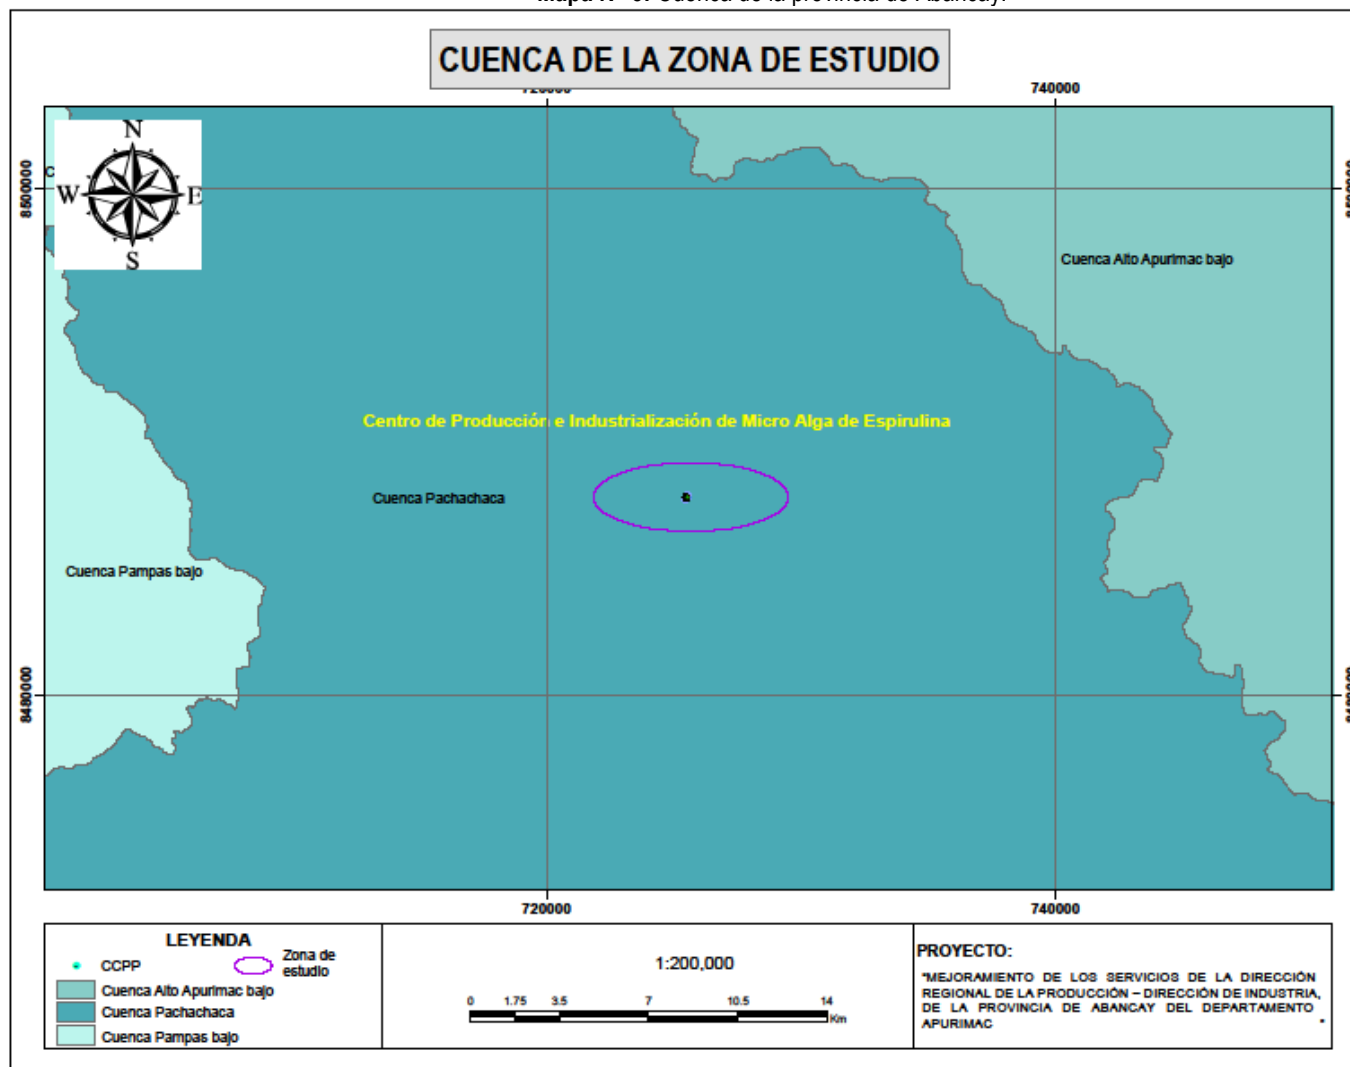 CUENCA DE LA ZONA DE ESTUDIO
740000
N
W E
S
C
8500000
Cuenca Alto Apurimac bajo
Centro de Producción e Industrialización de Micro Alga de Espirulina
Cuenca Pachachaca
Cuenca Pampas bajo
8480000
720000
740000
LEYENDA
CCPP
Zona de
estudio
Cuenca Alto Apurimac bajo
Cuenca Pachachaca
Cuenca Pampas bajo
1:200,000
0 1.75 3.5 7 10.5 14
Km
PROYECTO:
"MEJORAMIENTO DE LOS SERVICIOS DE LA DIRECCIÓN
REGIONAL DE LA PRODUCCIÓN – DIRECCIÓN DE INDUSTRIA,
DE LA PROVINCIA DE ABANCAY DEL DEPARTAMENTO
APURIMAC "